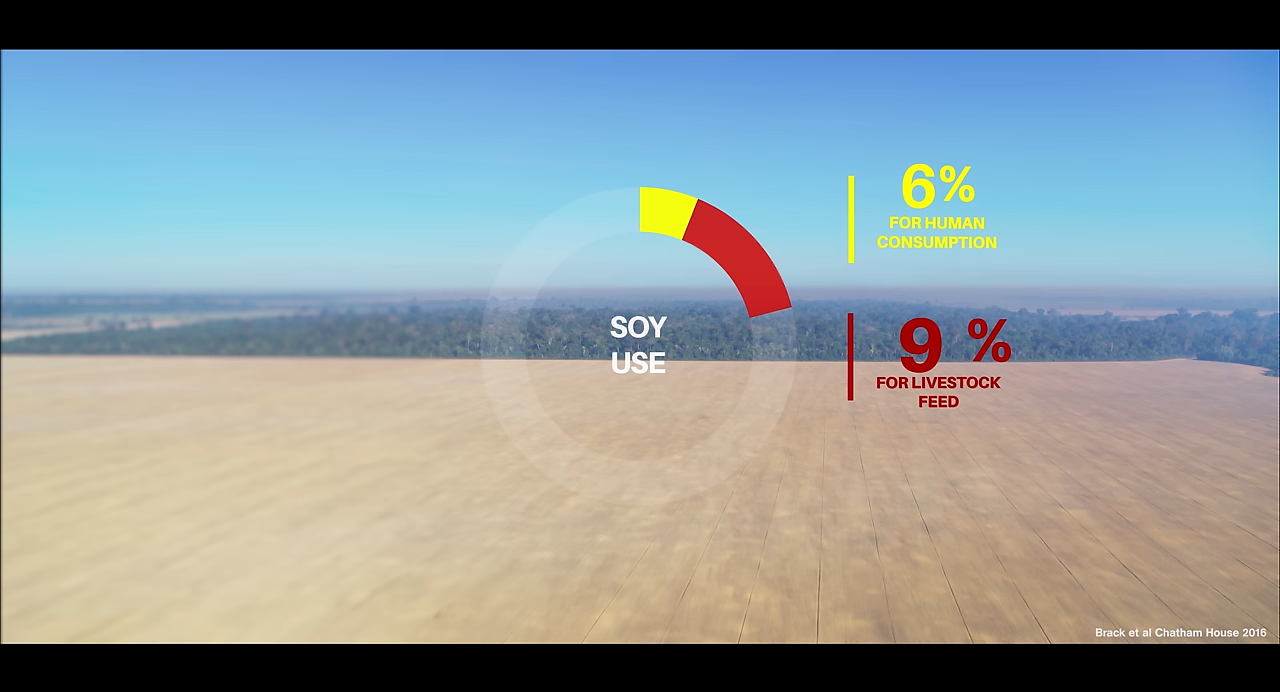 SOY
USE
6%
FOR HUMAN
CONSUMPTION
9 %
FOR LIVESTOCK
FEED
Brack et al Chatham House 2016